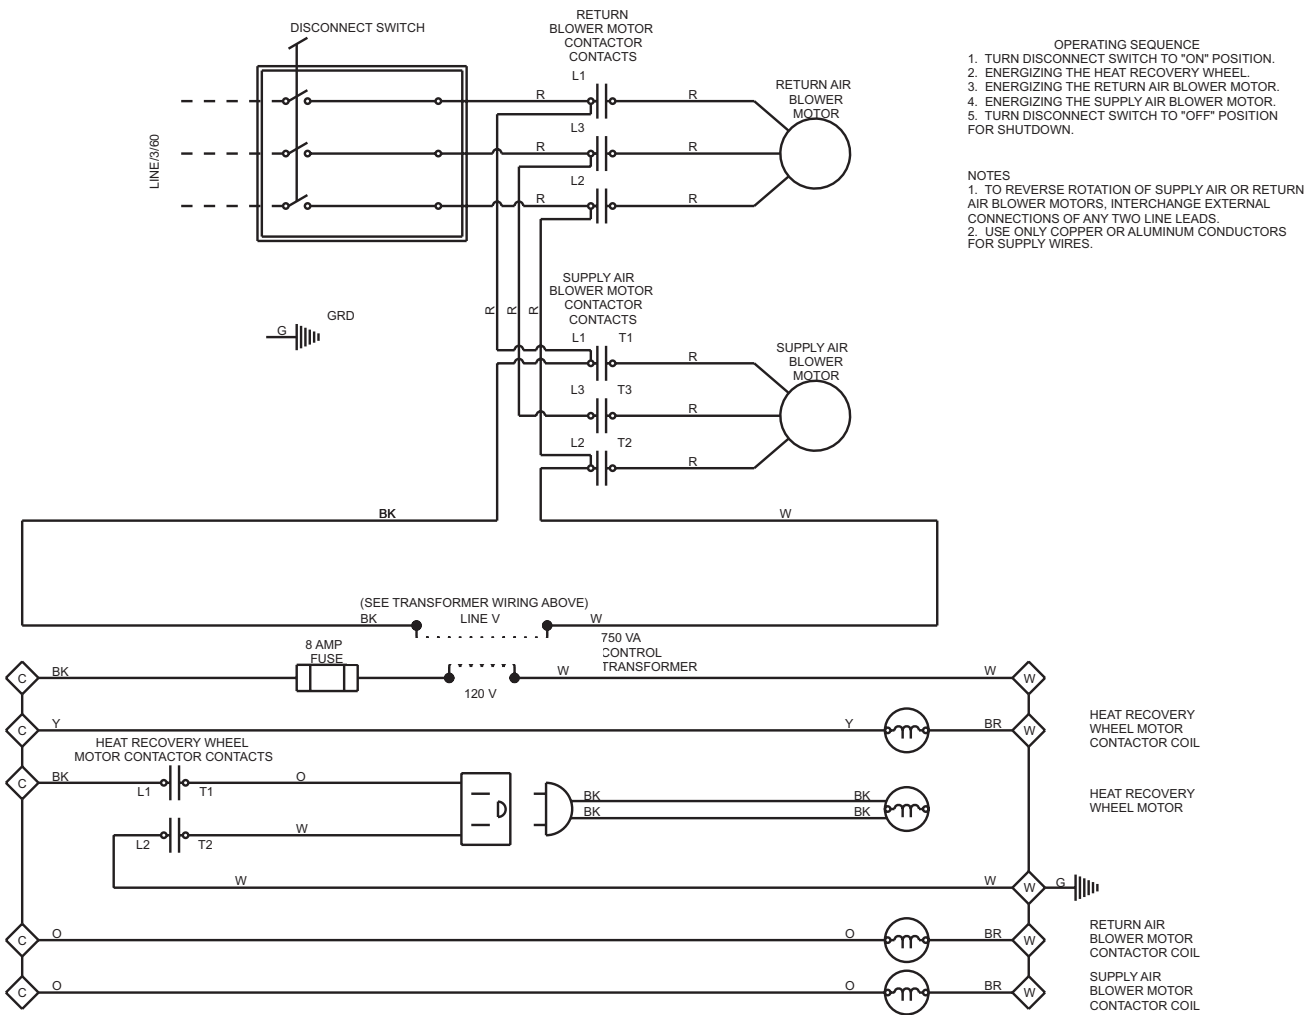 DISCONNECT SWITCH
RETURN
BLOWER MOTOR
CONTACTOR
CONTACTS
L1
R
R
RETURN AIR
BLOWER
MOTOR
L3
R
R
L2
R
R
LINE/3/60
OPERATING SEQUENCE
1. TURN DISCONNECT SWITCH TO "ON" POSITION.
2. ENERGIZING THE HEAT RECOVERY WHEEL.
3. ENERGIZING THE RETURN AIR BLOWER MOTOR.
4. ENERGIZING THE SUPPLY AIR BLOWER MOTOR.
5. TURN DISCONNECT SWITCH TO "OFF" POSITION
FOR SHUTDOWN.
NOTES
1. TO REVERSE ROTATION OF SUPPLY AIR OR RETURN
AIR BLOWER MOTORS, INTERCHANGE EXTERNAL
CONNECTIONS OF ANY TWO LINE LEADS.
2. USE ONLY COPPER OR ALUMINUM CONDUCTORS
FOR SUPPLY WIRES.
G
GRD
R
R
R
SUPPLY AIR
BLOWER MOTOR
CONTACTOR
CONTACTS
L1 T1
R
SUPPLY AIR
BLOWER
MOTOR
L3 T3
R
L2 T2
R
BK
W
(SEE TRANSFORMER WIRING ABOVE)
BK
LINE V
W
8 AMP
FUSE
750 VA
CONTROL
TRANSFORMER
C
BK
120 V
W
W
W
C
Y
Y
BR
W
HEAT RECOVERY
WHEEL MOTOR
CONTACTOR COIL
HEAT RECOVERY WHEEL
MOTOR CONTACTOR CONTACTS
C
BK
L1 T1
O
BK
BK
BK
BK
HEAT RECOVERY
WHEEL MOTOR
L2 T2
W
W
W
W
G
C
O
O
BR
W
RETURN AIR
BLOWER MOTOR
CONTACTOR COIL
C
O
O
BR
W
SUPPLY AIR
BLOWER MOTOR
CONTACTOR COIL